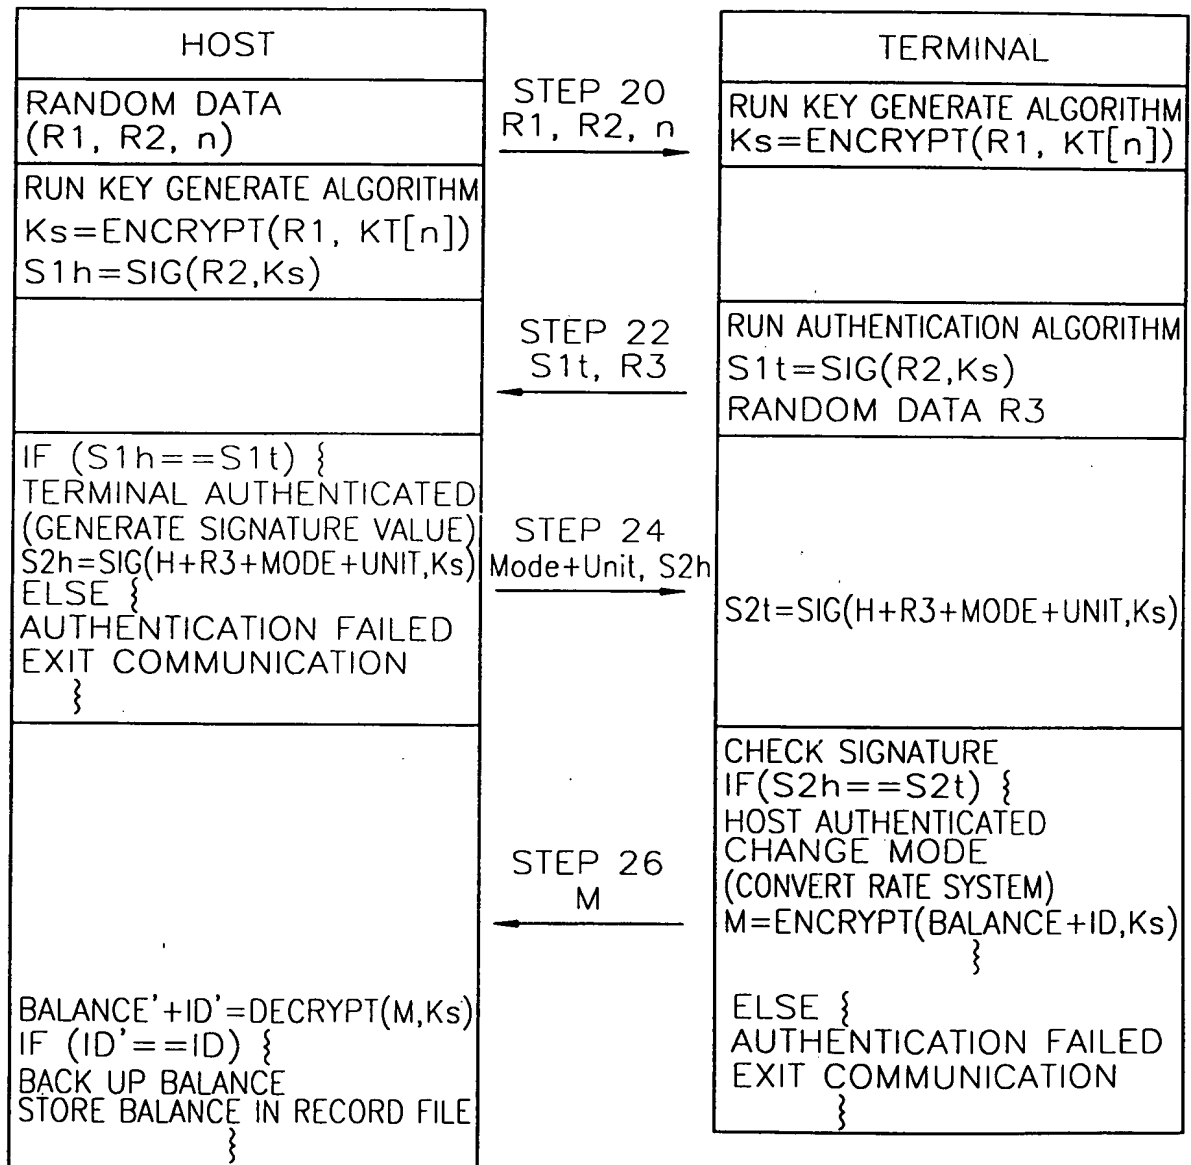 HOST
TERMINAL
RANDOM DATA
(R1, R2, n)
STEP 20
R1, R2, n
RUN KEY GENERATE ALGORITHM
Ks=ENCRYPT(R1, KT[n])
RUN KEY GENERATE ALGORITHM
Ks=ENCRYPT(R1, KT[n])
S1h=SIG(R2,Ks)
STEP 22
S1t, R3
RUN AUTHENTICATION ALGORITHM
S1t=SIG(R2,Ks)
RANDOM DATA R3
IF (S1h==S1t) {
TERMINAL AUTHENTICATED
(GENERATE SIGNATURE VALUE)
S2h=SIG(H+R3+MODE+UNIT,Ks)
ELSE {
AUTHENTICATION FAILED
EXIT COMMUNICATION
}
STEP 24
Mode+Unit, S2h
S2t=SIG(H+R3+MODE+UNIT,Ks)
CHECK SIGNATURE
IF(S2h==S2t) {
HOST AUTHENTICATED
CHANGE MODE
(CONVERT RATE SYSTEM)
M=ENCRYPT(BALANCE+ID,Ks)
}
ELSE {
AUTHENTICATION FAILED
EXIT COMMUNICATION
}
STEP 26
M
BALANCE'+ID'=DECRYPT(M,Ks)
IF (ID'==ID) {
BACK UP BALANCE
STORE BALANCE IN RECORD FILE
}